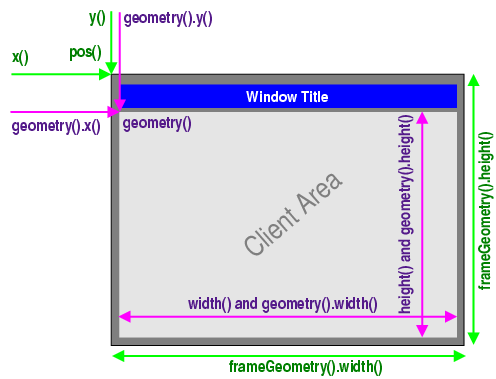 y()
geometry().y()
x()
pos()
Window Title
geometry().x()
geometry()
Client Area
height() and geometry().height()
frameGeometry().height()
width() and geometry().width()
frameGeometry().width()